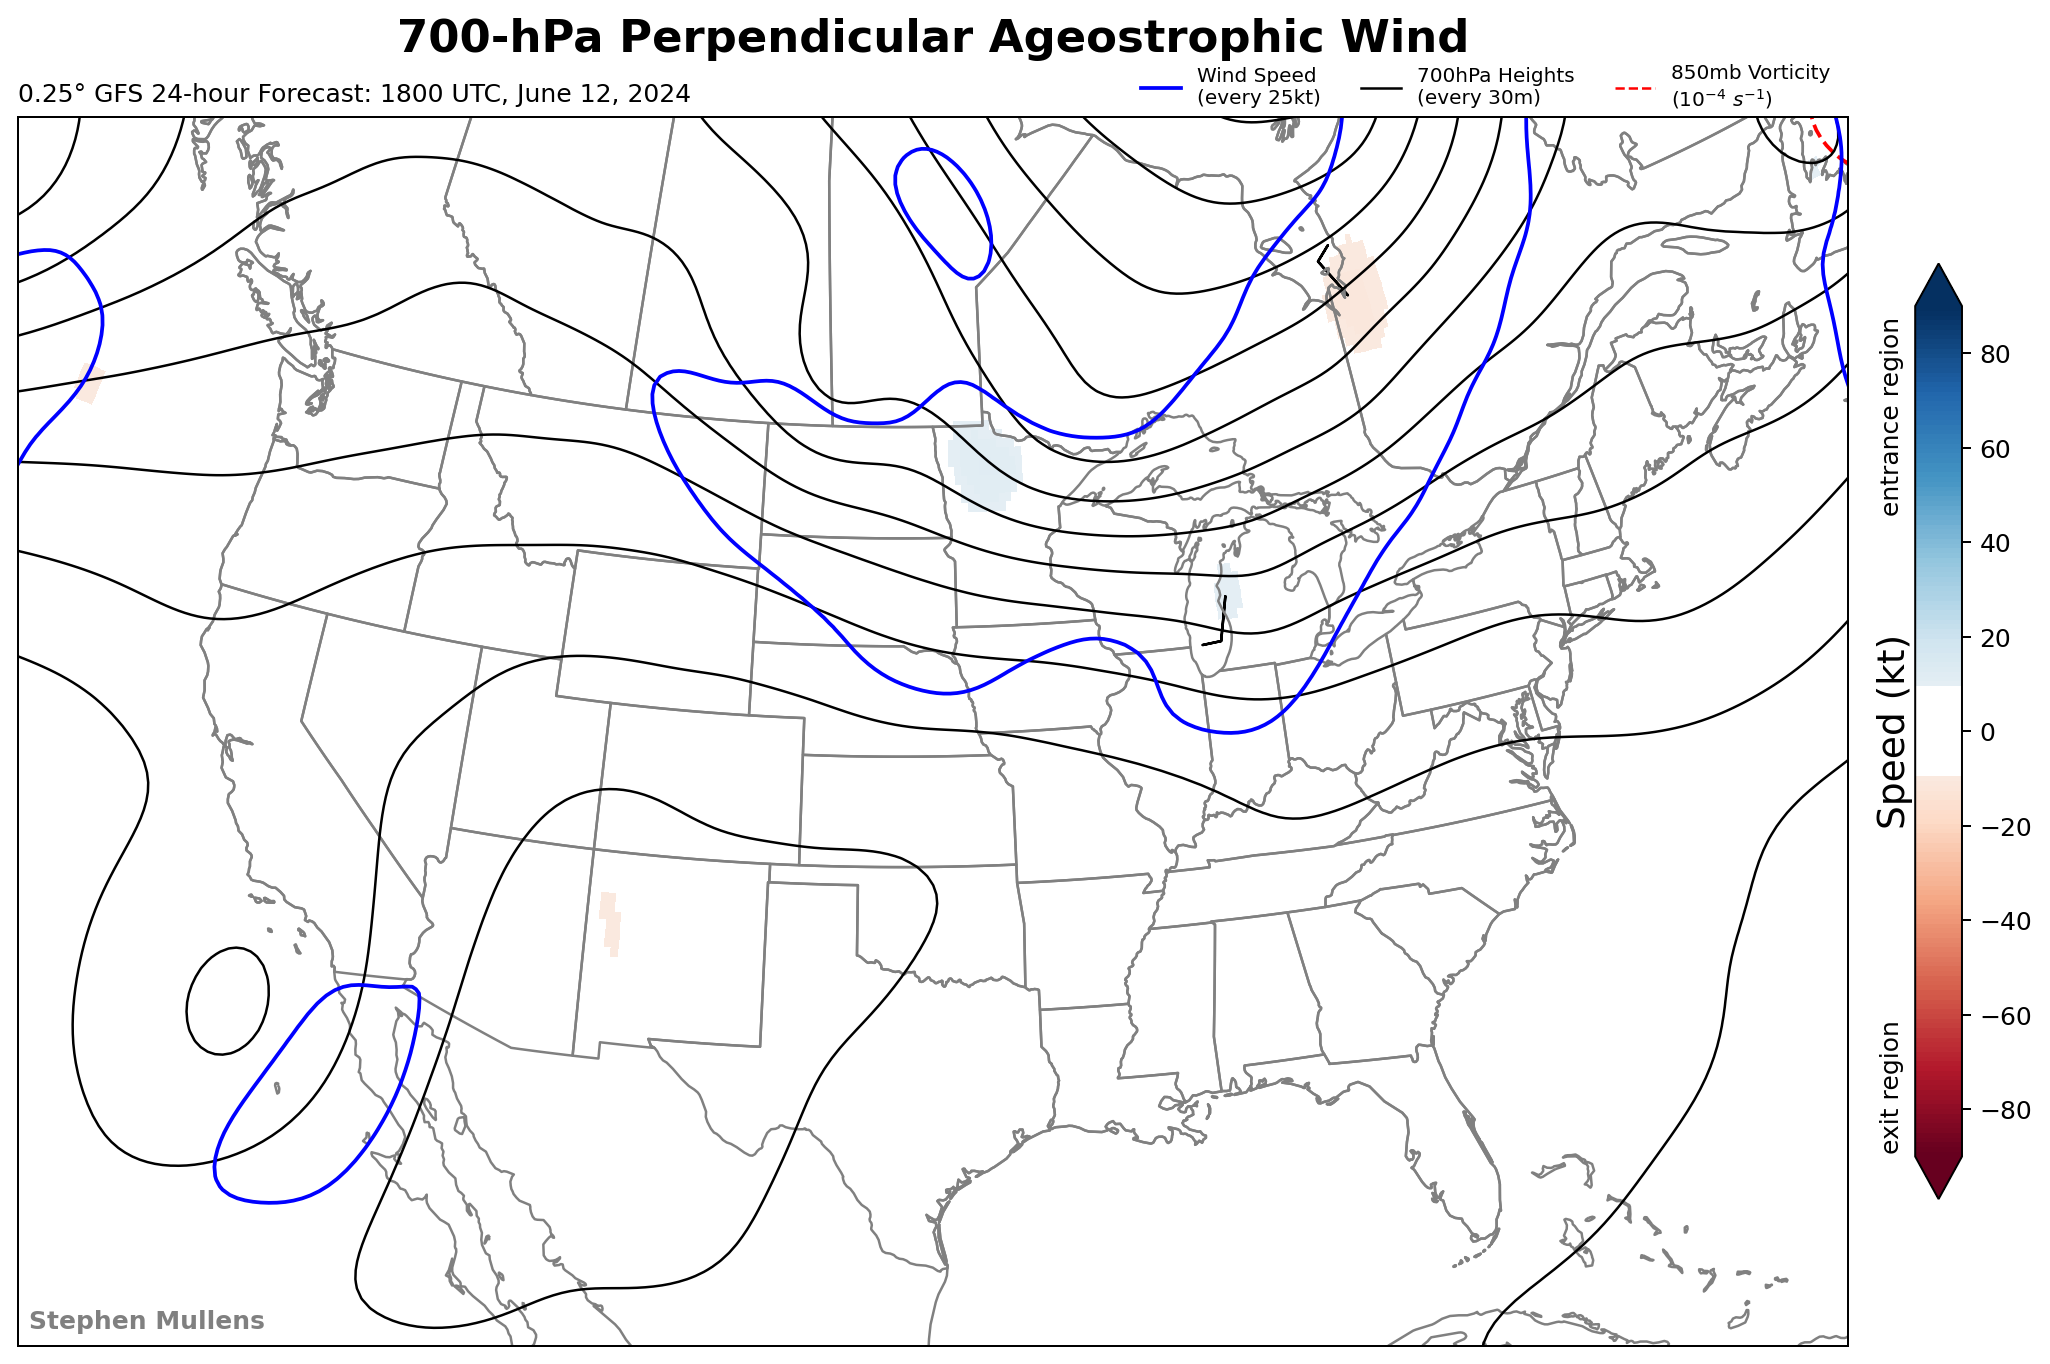 700-hPa Perpendicular Ageostrophic Wind
0.25° GFS 24-hour Forecast: 1800 UTC, June 12, 2024
Wind Speed
(every 25kt)
700hPa Heights
(every 30m)
850mb Vorticity
(10⁻⁴ s⁻¹)
entrance region
Speed (kt)
exit region
80
60
40
20
0
−20
−40
−60
−80
Stephen Mullens